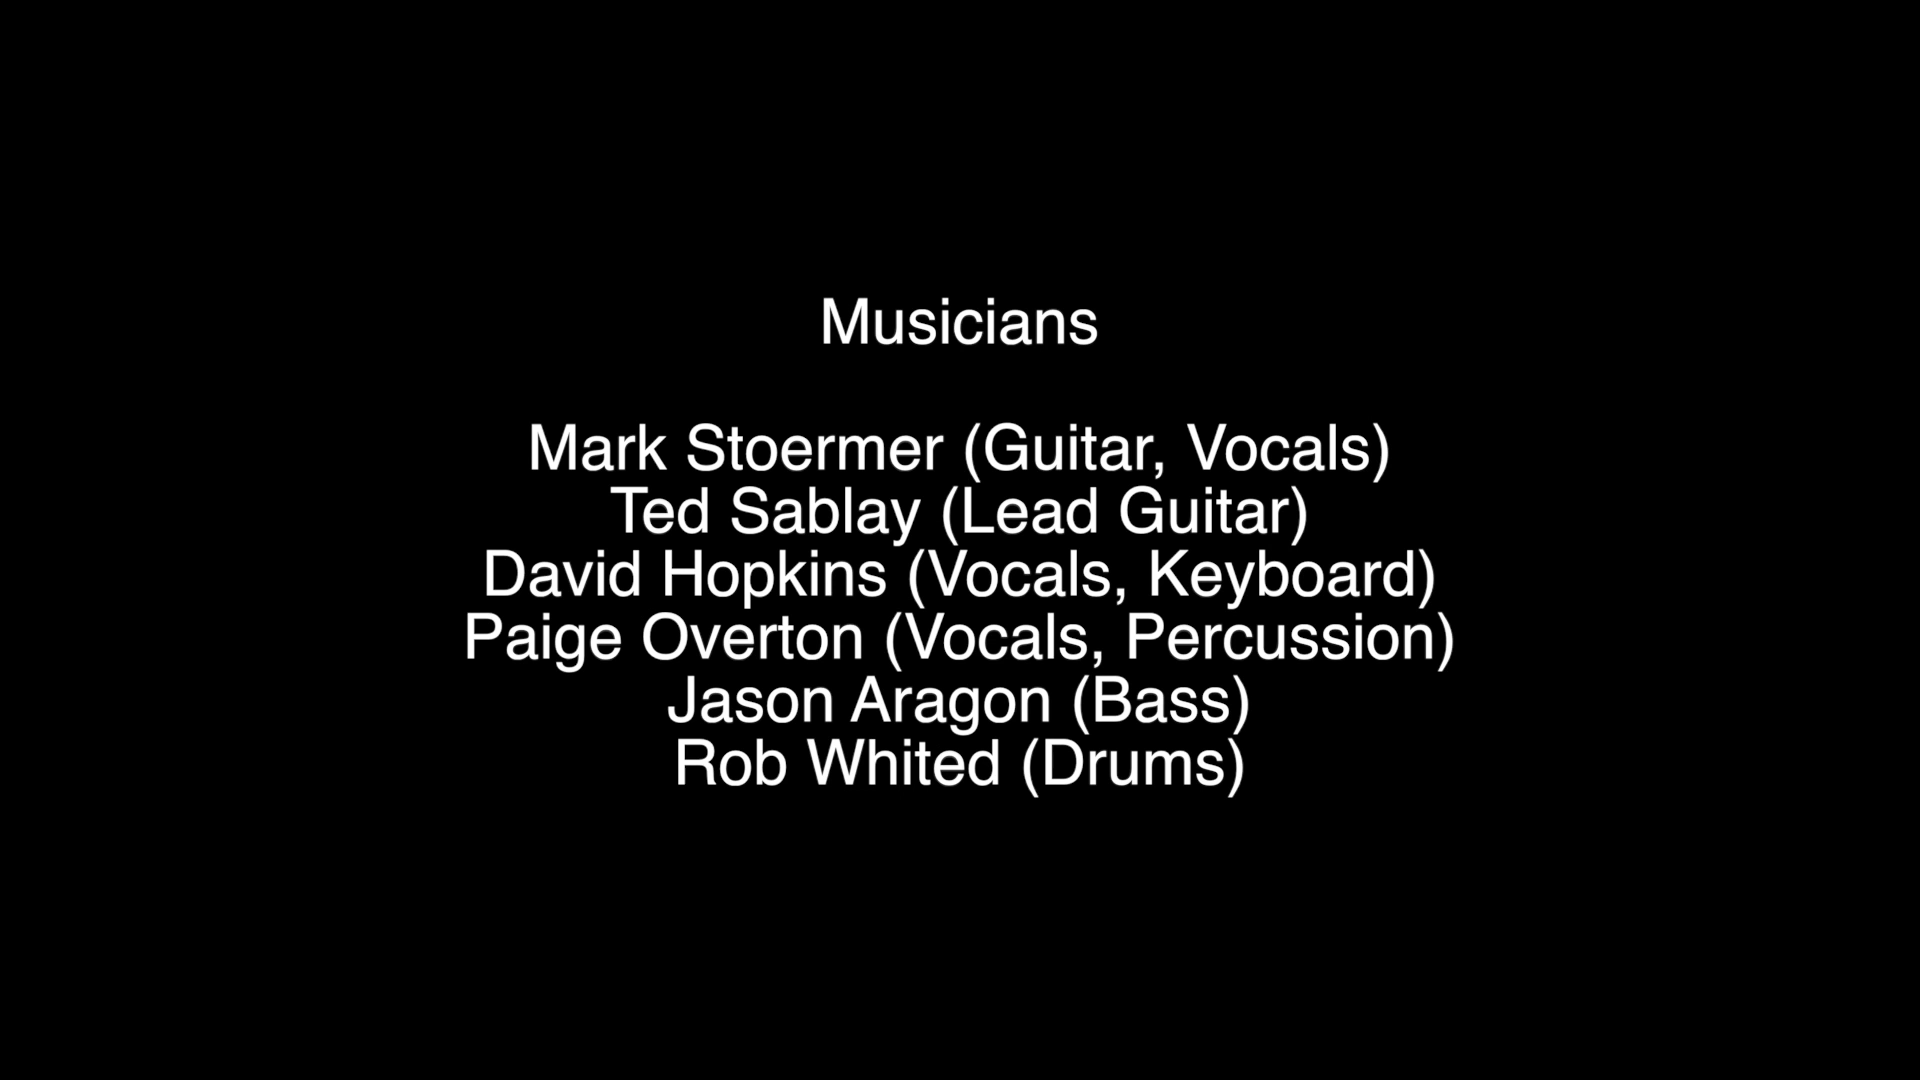 Musicians
Mark Stoermer (Guitar, Vocals)
Ted Sablay (Lead Guitar)
David Hopkins (Vocals, Keyboard)
Paige Overton (Vocals, Percussion)
Jason Aragon (Bass)
Rob Whited (Drums)